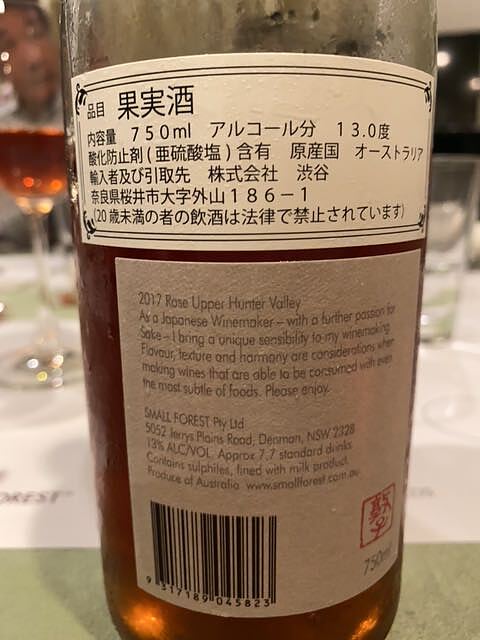 品目 果実酒
内容量 750ml アルコール分 13.0度
酸化防止剤(亜硫酸塩)含有 原産国 オーストラリア
輸入者及び引取先 株式会社 渋谷
奈良県桜井市大字外山186-1
(20歳未満の者の飲酒は法律で禁止されています)
2017 Rose Upper Hunter Valley
As a Japanese Winemaker – with a further passion for
Sake – I bring a unique sensibility to my winemaking.
Flavour, texture and harmony are considerations when
making wines that are able to be consumed with even
the most subtle of foods. Please enjoy.
SMALL FOREST Pty Ltd
5052 Jerrys Plains Road, Denman, NSW 2328
13% ALC/VOL. Approx 7.7 standard drinks
Contains sulphites, fined with milk product.
Produce of Australia www.smallforest.com.au
9 317189 045823
750ml
OREST